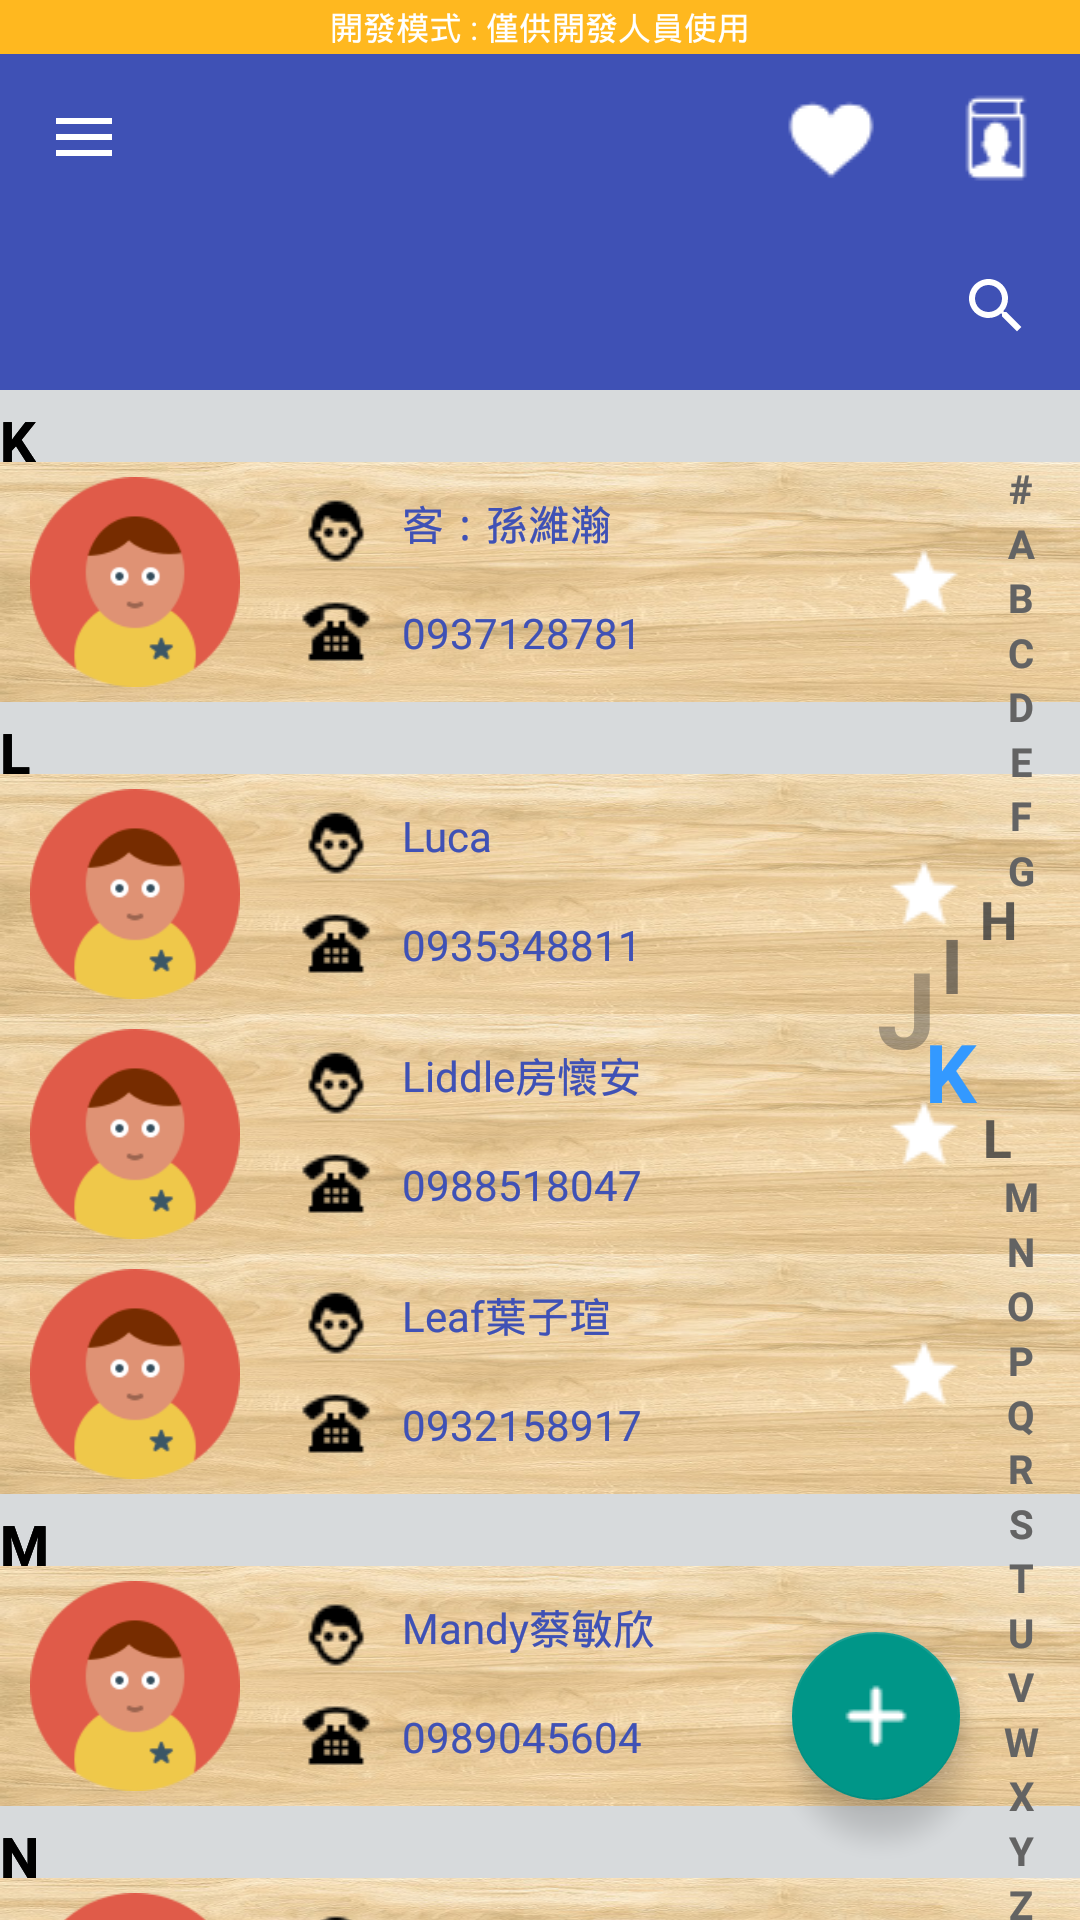 開發模式 : 僅供開發人員使用
K
客：孫濰瀚
0937128781
L
Luca
0935348811
Liddle房懷安
0988518047
Leaf葉子瑄
0932158917
M
Mandy蔡敏欣
0989045604
N
#
A
B
C
D
E
F
G
H
I
J
K
L
M
N
O
P
Q
R
S
T
U
V
W
X
Y
Z